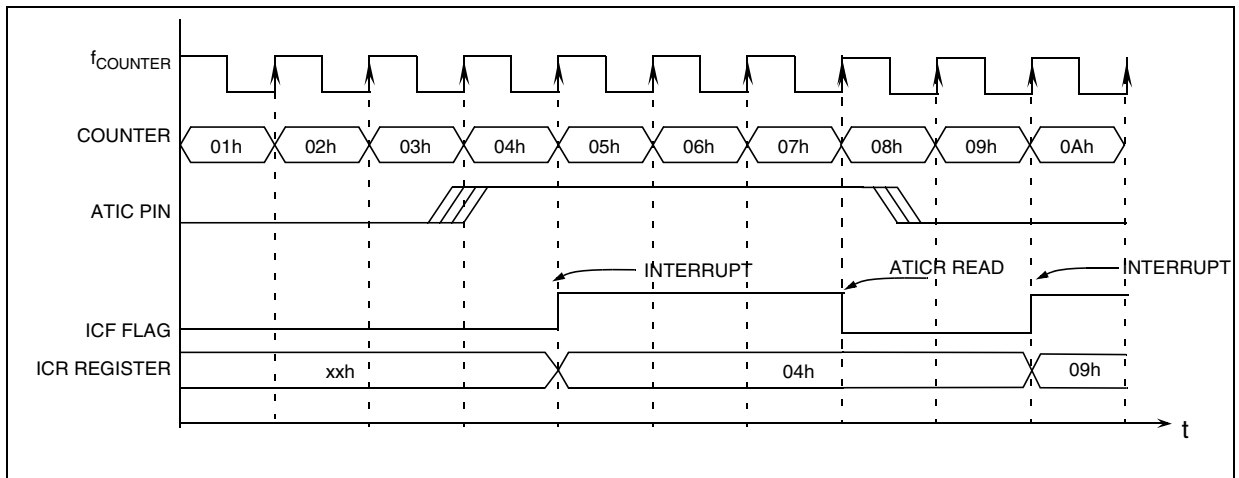 fCOUNTER
COUNTER
01h 02h 03h 04h 05h 06h 07h 08h 09h 0Ah
ATIC PIN
INTERRUPT ATICR READ INTERRUPT
ICF FLAG
ICR REGISTER
xxh 04h 09h
t